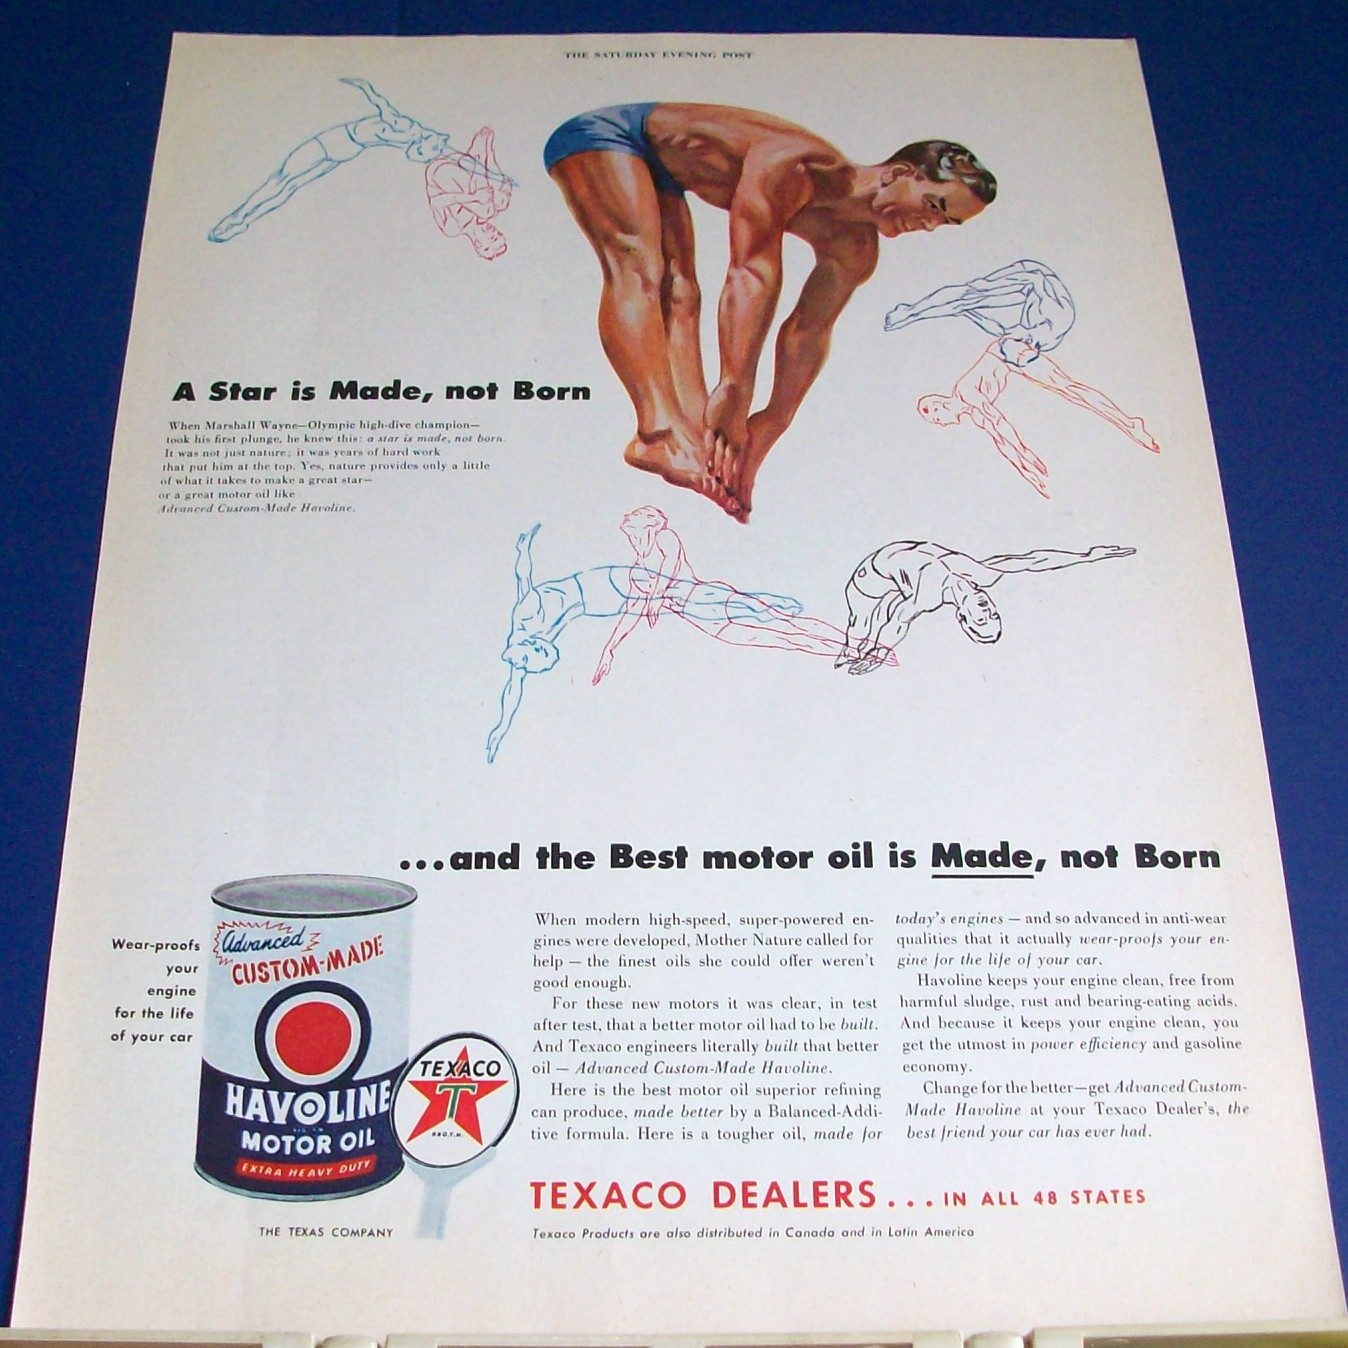 THE SATURDAY EVENING POST
A Star is Made, not Born
When Marshall Wayne—Olympic high-dive champion—
took his first plunge, he knew this: a star is made, not born.
It was not just nature; it was years of hard work
that put him at the top. Yes, nature provides only a little
of what it takes to make a great star—
or a great motor oil like
Advanced Custom-Made Havoline.
...and the Best motor oil is Made, not Born
Wear-proofs
your
engine
for the life
of your car
Advanced
CUSTOM-MADE
HAVOLINE
MOTOR OIL
EXTRA HEAVY DUTY
TEXACO
T
THE TEXAS COMPANY
When modern high-speed, super-powered en-
gines were developed, Mother Nature called for
help — the finest oils she could offer weren't
good enough.
For these new motors it was clear, in test
after test, that a better motor oil had to be built.
And Texaco engineers literally built that better
oil — Advanced Custom-Made Havoline.
Here is the best motor oil superior refining
can produce, made better by a Balanced-Addi-
tive formula. Here is a tougher oil, made for
today's engines — and so advanced in anti-wear
qualities that it actually wear-proofs your en-
gine for the life of your car.
Havoline keeps your engine clean, free from
harmful sludge, rust and bearing-eating acids.
And because it keeps your engine clean, you
get the utmost in power efficiency and gasoline
economy.
Change for the better—get Advanced Custom-
Made Havoline at your Texaco Dealer's, the
best friend your car has ever had.
TEXACO DEALERS... IN ALL 48 STATES
Texaco Products are also distributed in Canada and in Latin America